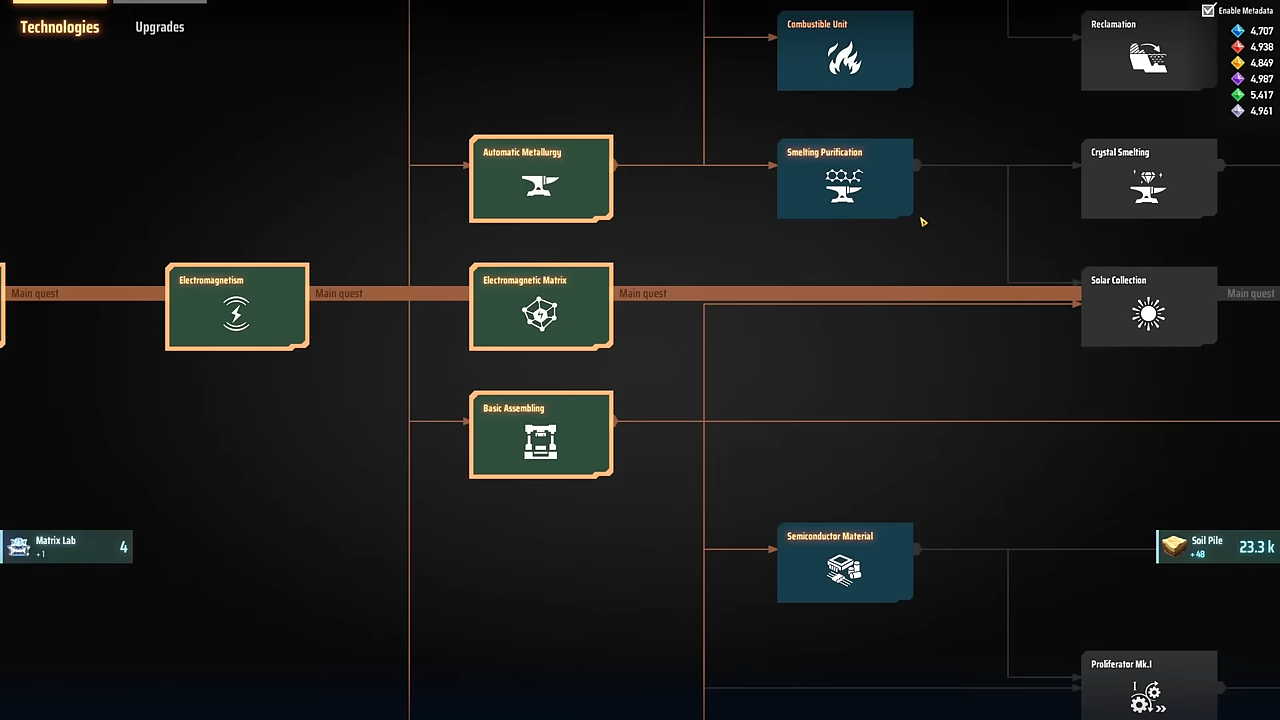 Technologies
Upgrades
Enable Metadata
4,707
4,938
4,849
4,987
5,417
4,961
Combustible Unit
Reclamation
Automatic Metallurgy
Smelting Purification
Crystal Smelting
Electromagnetism
Electromagnetic Matrix
Solar Collection
Main quest
Main quest
Main quest
Main quest
Basic Assembling
Semiconductor Material
Matrix Lab
+1
4
Soil Pile
+48
23.3 k
Proliferator Mk.I